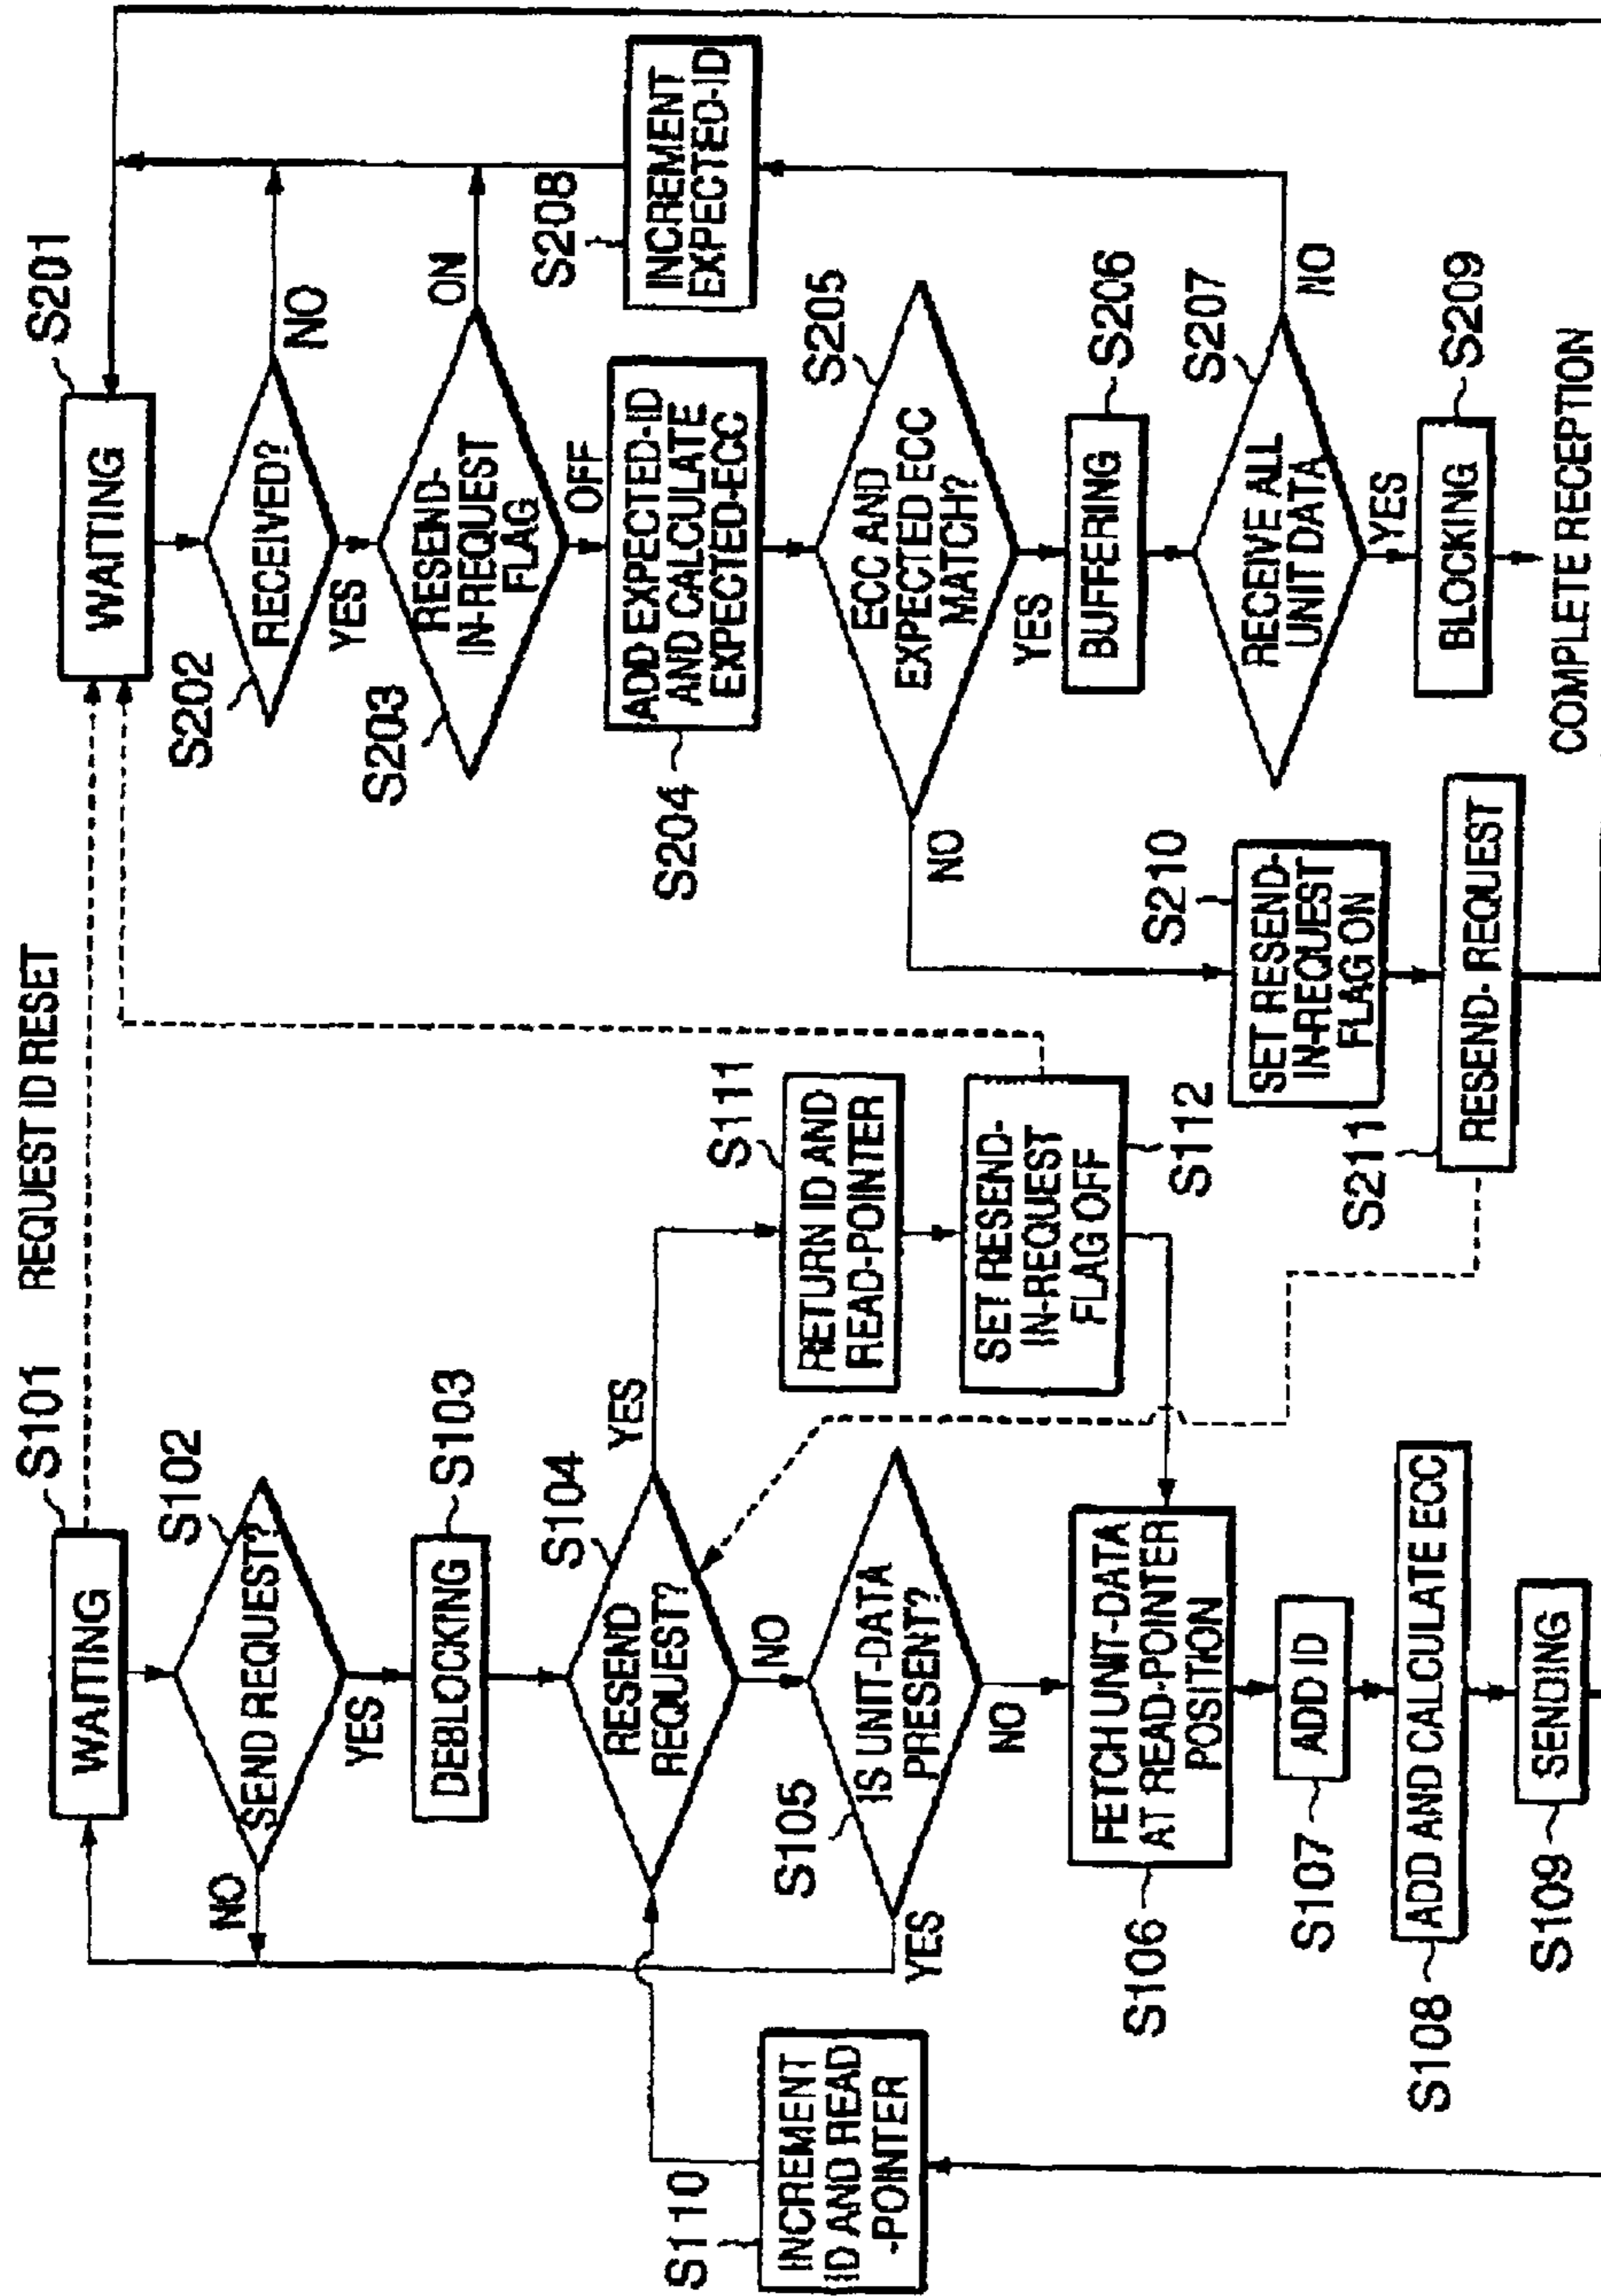 S101
REQUEST ID RESET
WAITING
S102
SEND REQUEST?
NO
YES
S103
DEBLOCKING
S104
RESEND
REQUEST?
YES
NO
S105
IS UNIT-DATA
PRESENT?
YES
NO
S106
FETCH UNIT-DATA
AT READ-POINTER
POSITION
S107
ADD ID
S108
ADD AND CALCULATE ECC
S109
SENDING
S110
INCREMENT
ID AND READ
-POINTER
S111
RETURN ID AND
READ-POINTER
SET RESEND-
IN-REQUEST
FLAG OFF
S112
S201
WAITING
S202
RECEIVED?
NO
YES
S203
RESEND-
IN-REQUEST
FLAG
ON
OFF
S204
ADD EXPECTED-ID
AND CALCULATE
EXPECTED-ECC
S205
ECC AND
EXPECTED ECC
MATCH?
NO
YES
S206
BUFFERING
S207
RECEIVE ALL
UNIT DATA
NO
YES
S208
INCREMENT
EXPECTED-ID
S209
BLOCKING
COMPLETE RECEPTION
S210
SET RESEND-
IN-REQUEST
FLAG ON
S211
RESEND- REQUEST